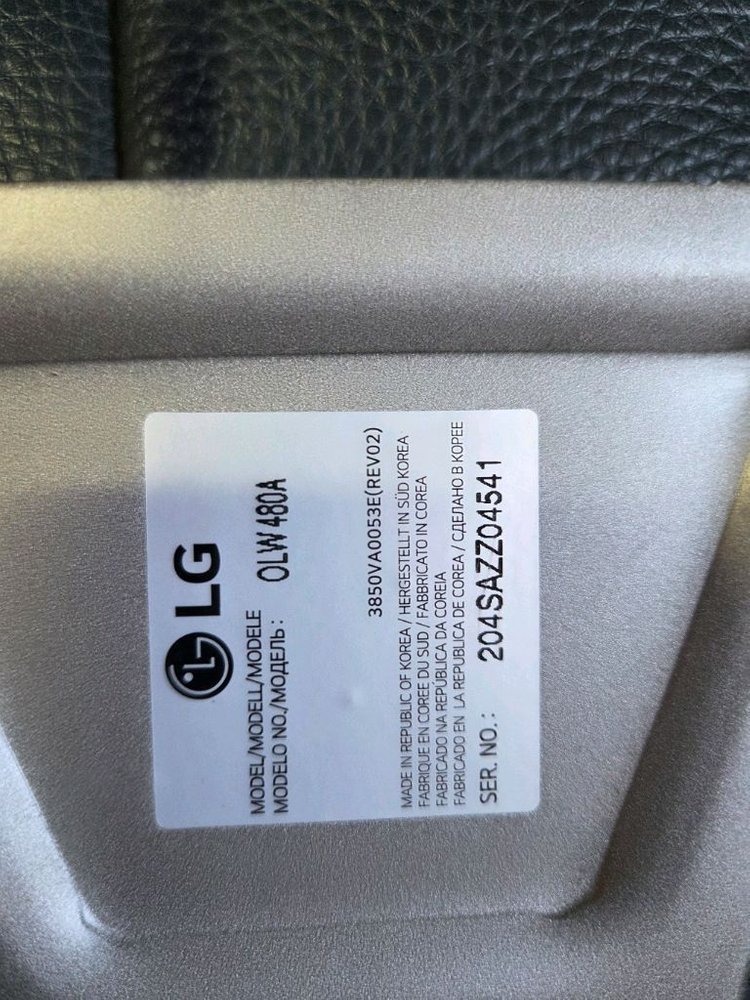 LG
MODEL/MODELL/MODELE
MODELO NO./МОДЕЛЬ: OLW480A
3850VA0053E(REV02)
MADE IN REPUBLIC OF KOREA / HERGESTELLT IN SÜD KOREA
FABRIQUE EN COREE DU SUD / FABBRICATO IN COREA
FABRICADO NA REPÚBLICA DA COREIA
FABRICADO EN LA REPUBLICA DE COREA / СДЕЛАНО В КОРЕЕ
SER. NO.: 204SAZZ04541